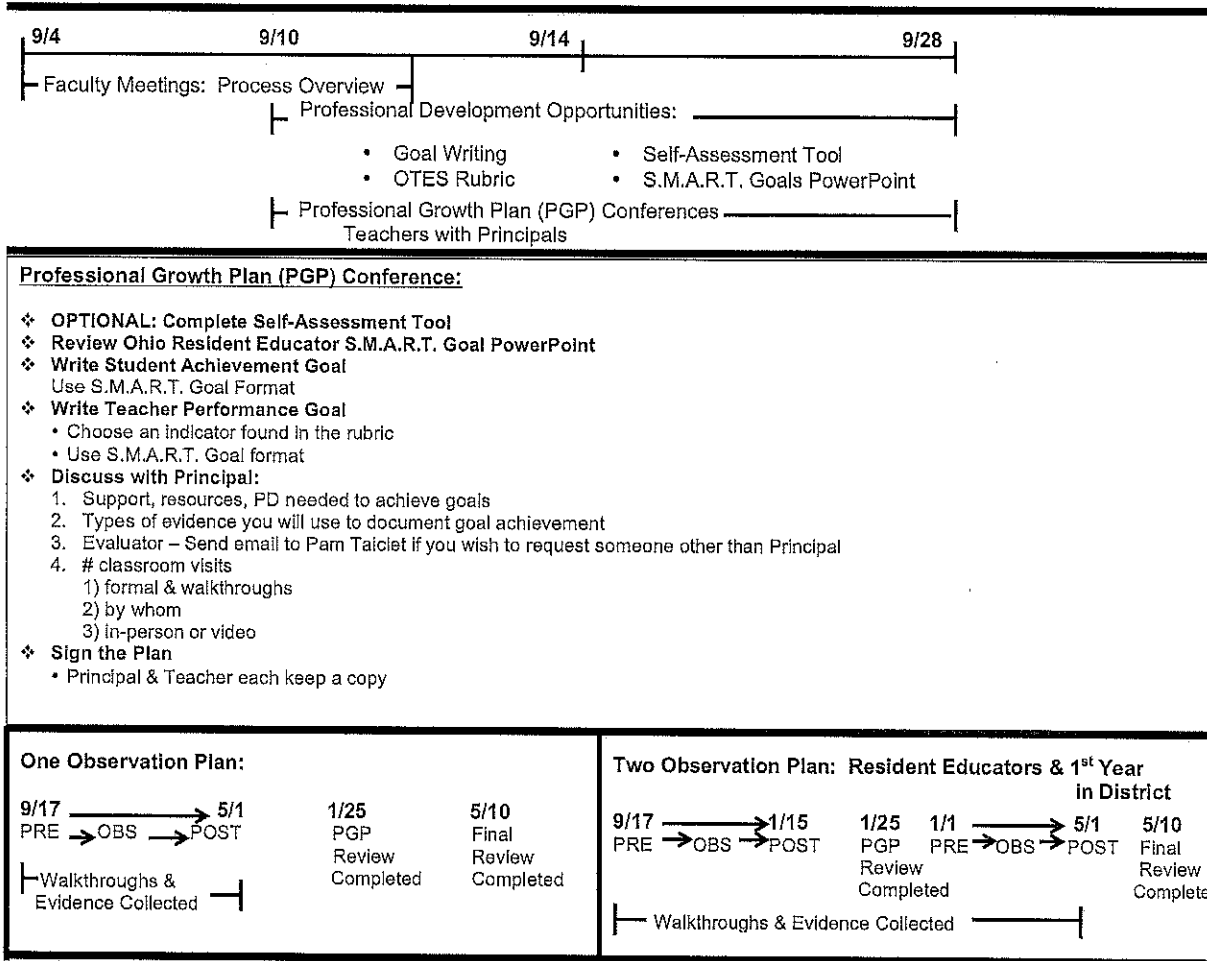 9/4 9/10 9/14 9/28
Faculty Meetings: Process Overview
Professional Development Opportunities:
• Goal Writing • Self-Assessment Tool
• OTES Rubric • S.M.A.R.T. Goals PowerPoint
Professional Growth Plan (PGP) Conferences
Teachers with Principals
Professional Growth Plan (PGP) Conference:
❖ OPTIONAL: Complete Self-Assessment Tool
❖ Review Ohio Resident Educator S.M.A.R.T. Goal PowerPoint
❖ Write Student Achievement Goal
Use S.M.A.R.T. Goal Format
❖ Write Teacher Performance Goal
• Choose an indicator found in the rubric
• Use S.M.A.R.T. Goal format
❖ Discuss with Principal:
1. Support, resources, PD needed to achieve goals
2. Types of evidence you will use to document goal achievement
3. Evaluator – Send email to Pam Taiclet if you wish to request someone other than Principal
4. # classroom visits
1) formal & walkthroughs
2) by whom
3) in-person or video
❖ Sign the Plan
• Principal & Teacher each keep a copy
One Observation Plan:
9/17 5/1 1/25 5/10
PRE OBS POST PGP Final
Review Review
Completed Completed
Walkthroughs &
Evidence Collected
Two Observation Plan: Resident Educators & 1st Year
in District
9/17 1/15 1/25 1/1 5/1 5/10
PRE OBS POST PGP PRE OBS POST Final
Review Review
Completed Complete
Walkthroughs & Evidence Collected